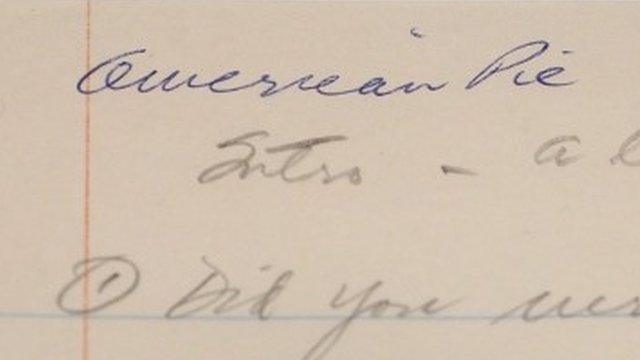 American Pie
Intro - a
① Did you